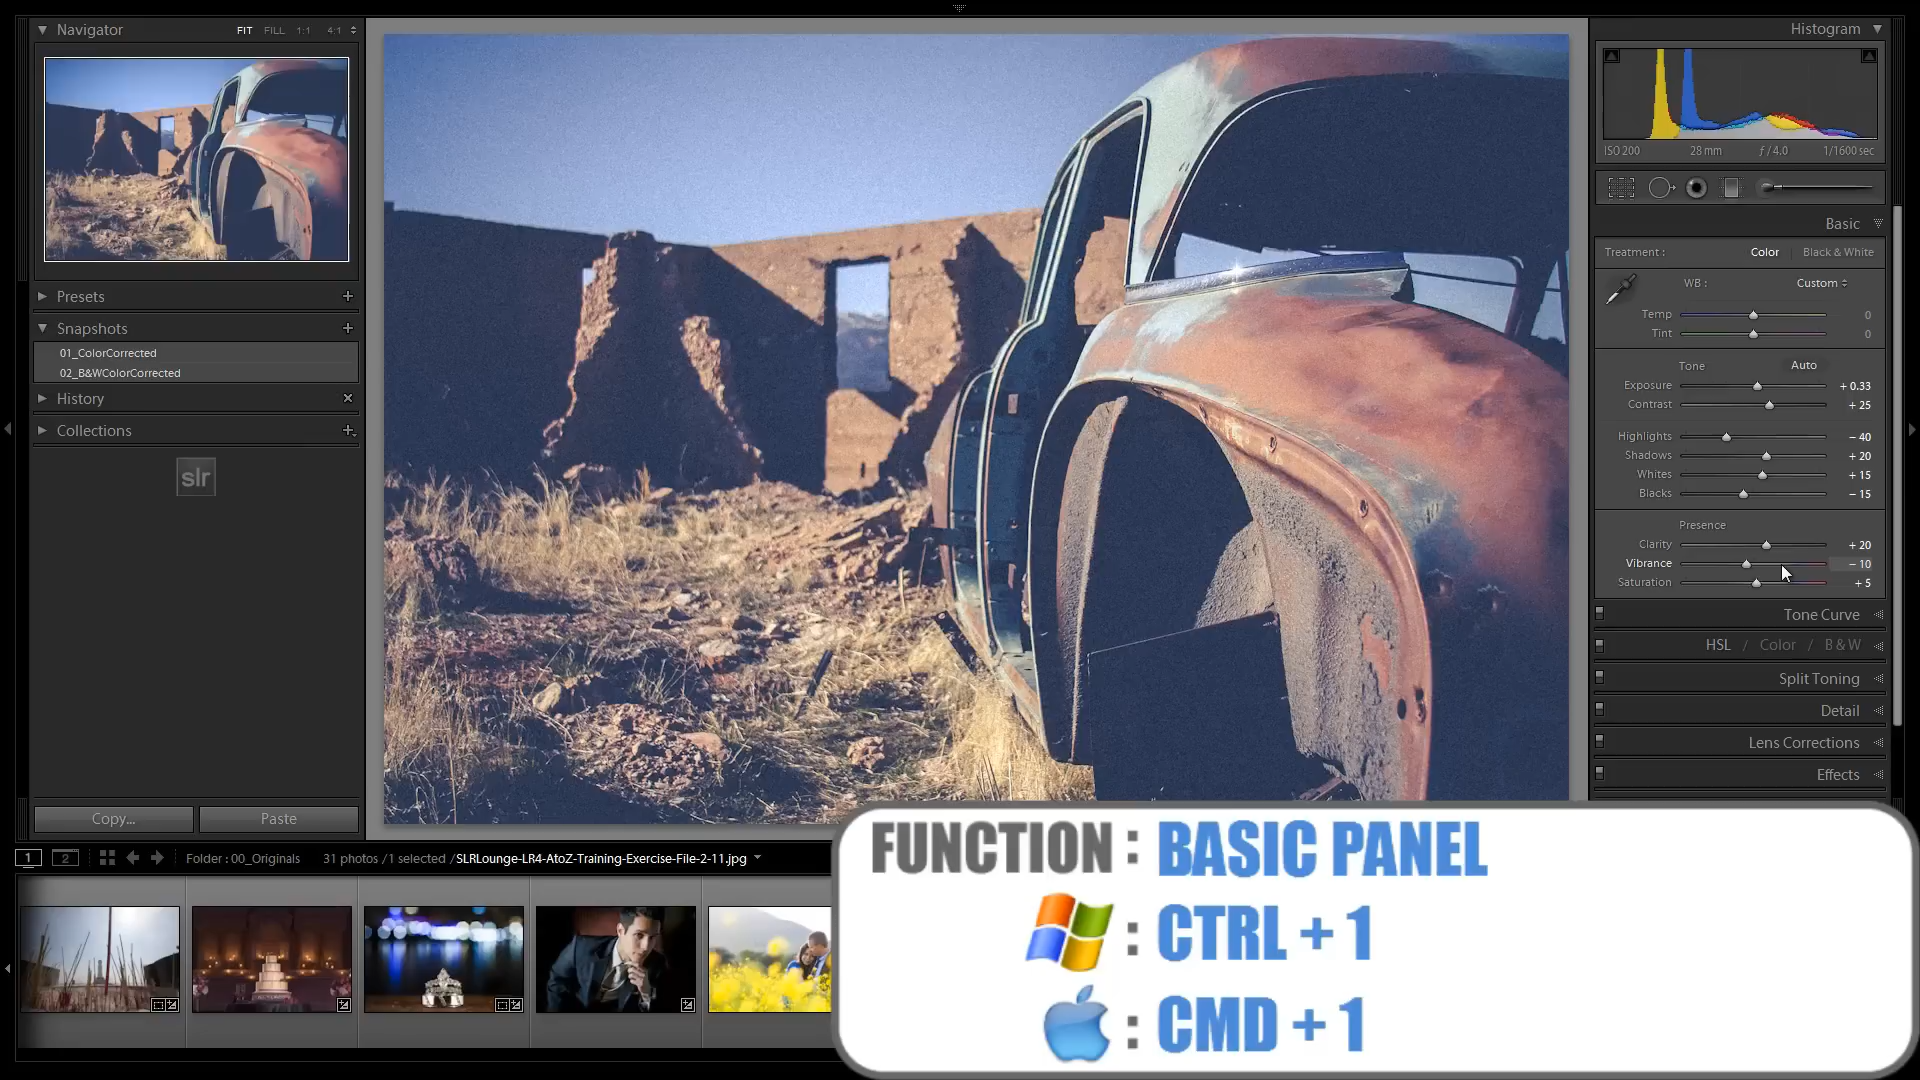 Navigator
FIT FILL 1:1 4:1
Presets
Snapshots
01_ColorCorrected
02_B&WColorCorrected
History
Collections
slr
Copy... Paste
Histogram
ISO 200 28 mm ƒ / 4.0 1/1600 sec
Basic
Treatment : Color Black & White
WB : Custom
Temp 0
Tint 0
Tone Auto
Exposure + 0.33
Contrast + 25
Highlights – 40
Shadows + 20
Whites + 15
Blacks – 15
Presence
Clarity + 20
Vibrance – 10
Saturation + 5
Tone Curve
HSL / Color / B & W
Split Toning
Detail
Lens Corrections
Effects
1 2 Folder : 00_Originals 31 photos /1 selected /SLRLounge-LR4-AtoZ-Training-Exercise-File-2-11.jpg
FUNCTION : BASIC PANEL
: CTRL + 1
: CMD + 1